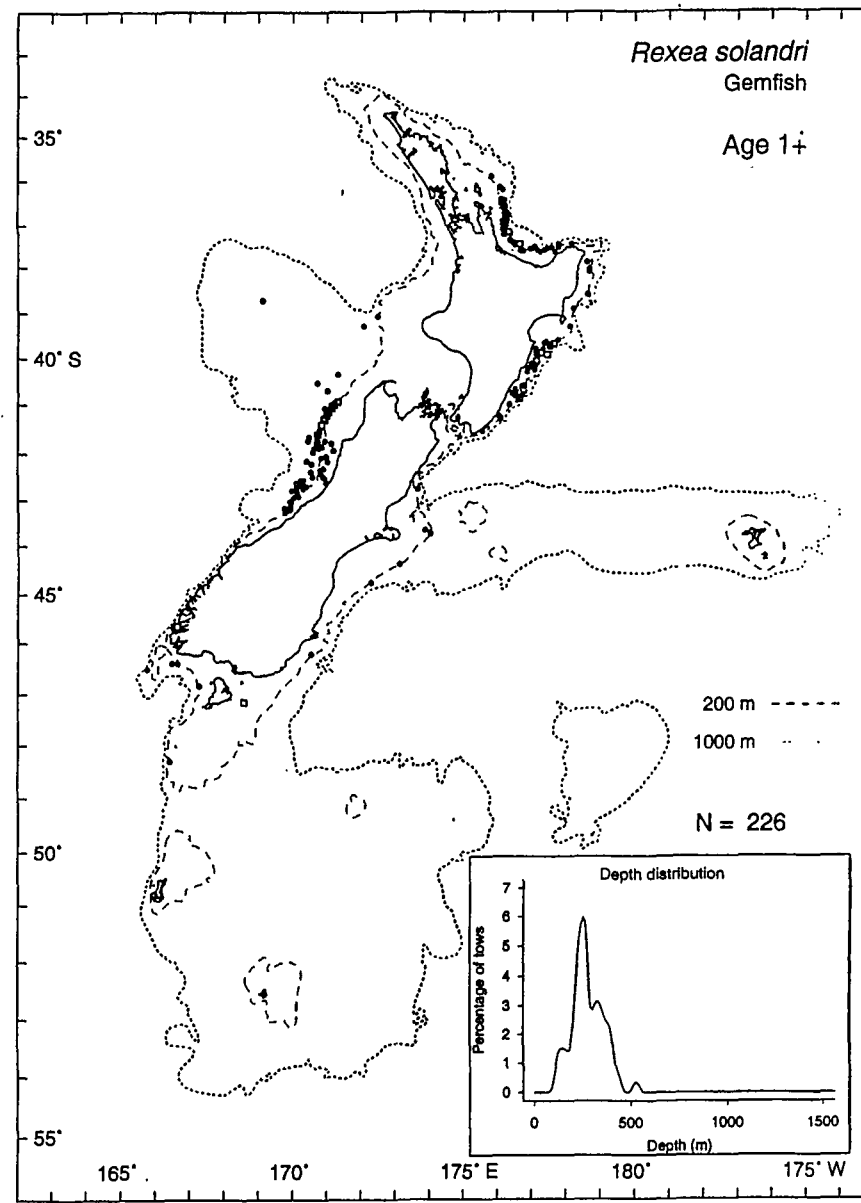 Rexea solandri
Gemfish
Age 1+
35°
40° S
45°
50°
55°
200 m
1000 m
N = 226
Depth distribution
Percentage of tows
7
6
5
4
3
2
1
0
0
500
1000
1500
Depth (m)
165°
170°
175° E
180°
175° W